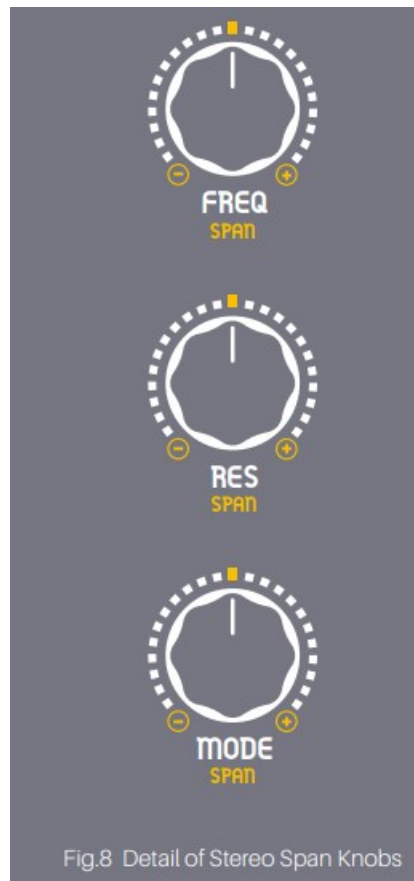 − +
FREQ
SPAN
− +
RES
SPAN
− +
MODE
SPAN
Fig.8 Detail of Stereo Span Knobs